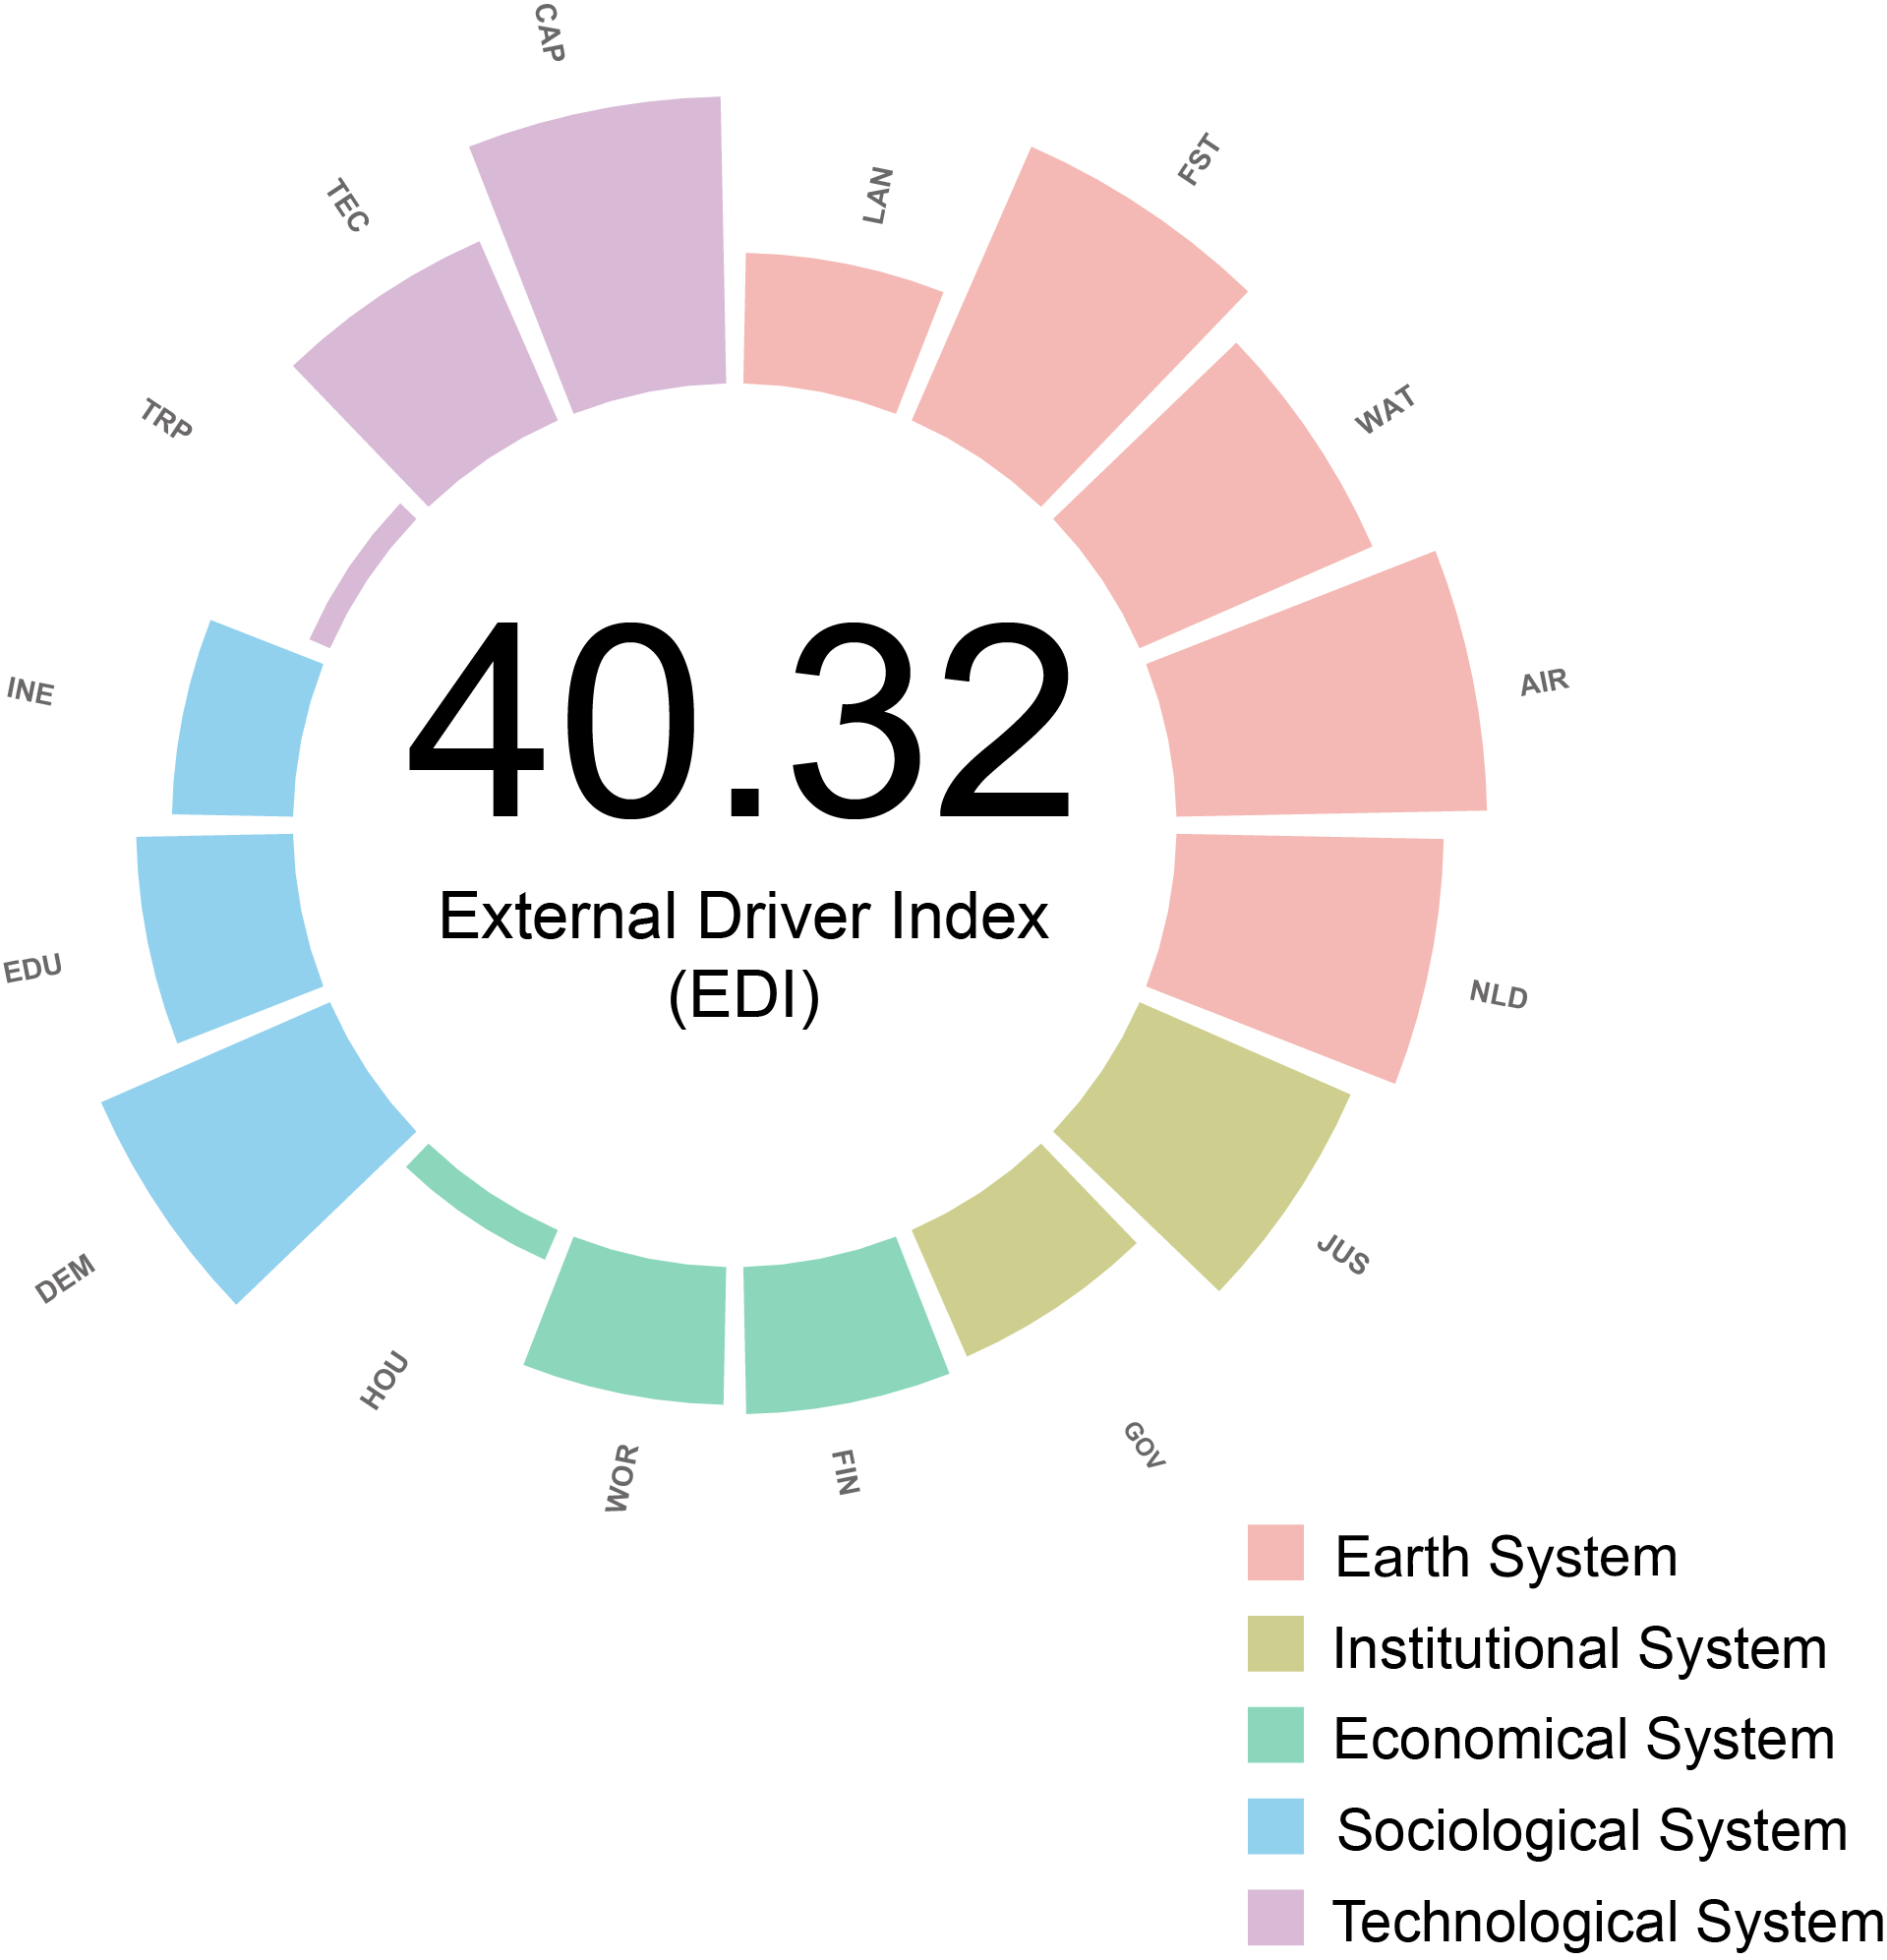 CAP
LAN
FST
TEC
WAT
TRP
AIR
INE
40.32
External Driver Index
(EDI)
EDU
NLD
DEM
JUS
HOU
GOV
WOR
FIN
Earth System
Institutional System
Economical System
Sociological System
Technological System